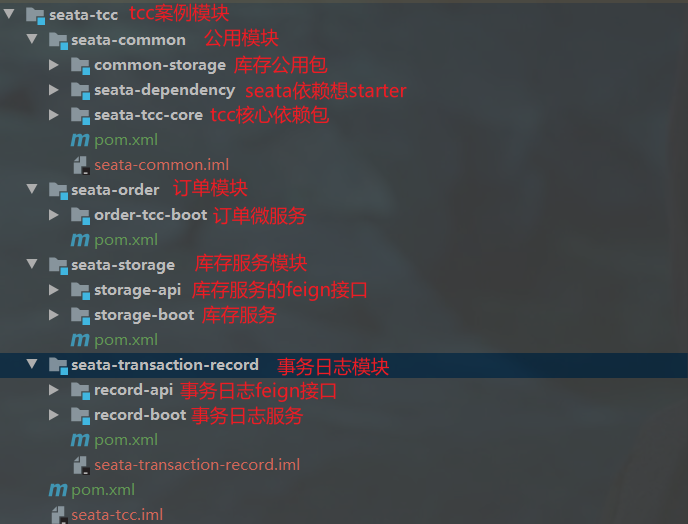 seata-tcc tcc案例模块
seata-common 公用模块
common-storage 库存公用包
seata-dependency seata依赖想starter
seata-tcc-core tcc核心依赖包
pom.xml
seata-common.iml
seata-order 订单模块
order-tcc-boot 订单微服务
pom.xml
seata-storage 库存服务模块
storage-api 库存服务的feign接口
storage-boot 库存服务
pom.xml
seata-transaction-record 事务日志模块
record-api 事务日志feign接口
record-boot 事务日志服务
pom.xml
seata-transaction-record.iml
pom.xml
seata-tcc.iml